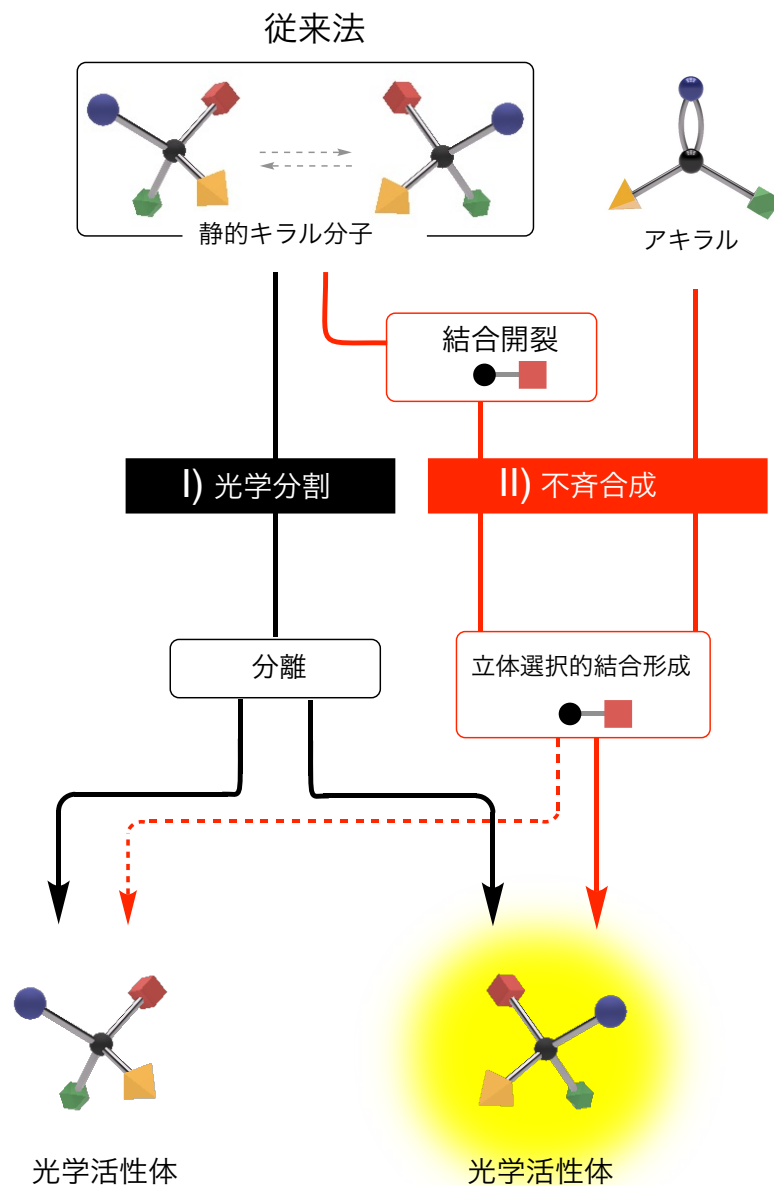 従来法
静的キラル分子
アキラル
結合開裂
I) 光学分割
II) 不斉合成
分離
立体選択的結合形成
光学活性体
光学活性体